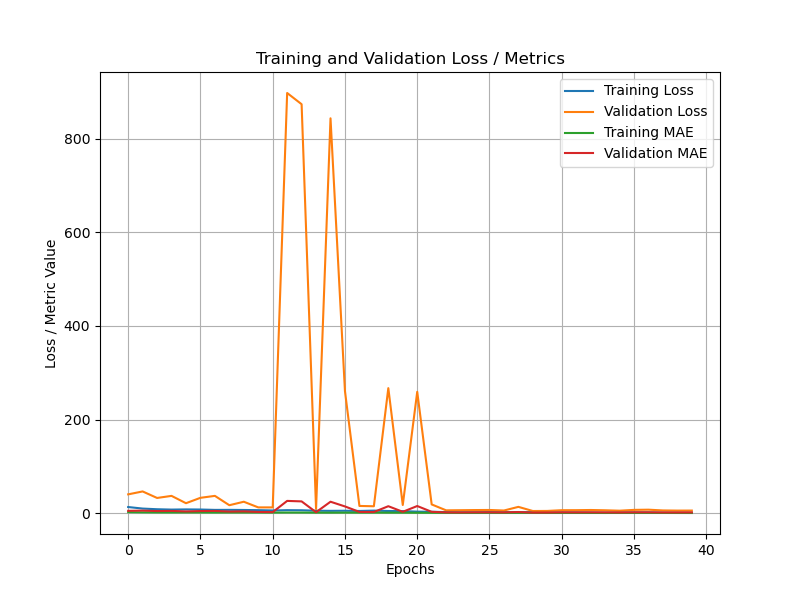 Training and Validation Loss / Metrics
Training Loss
Validation Loss
Training MAE
Validation MAE
Loss / Metric Value
800
600
400
200
0
0 5 10 15 20 25 30 35 40
Epochs